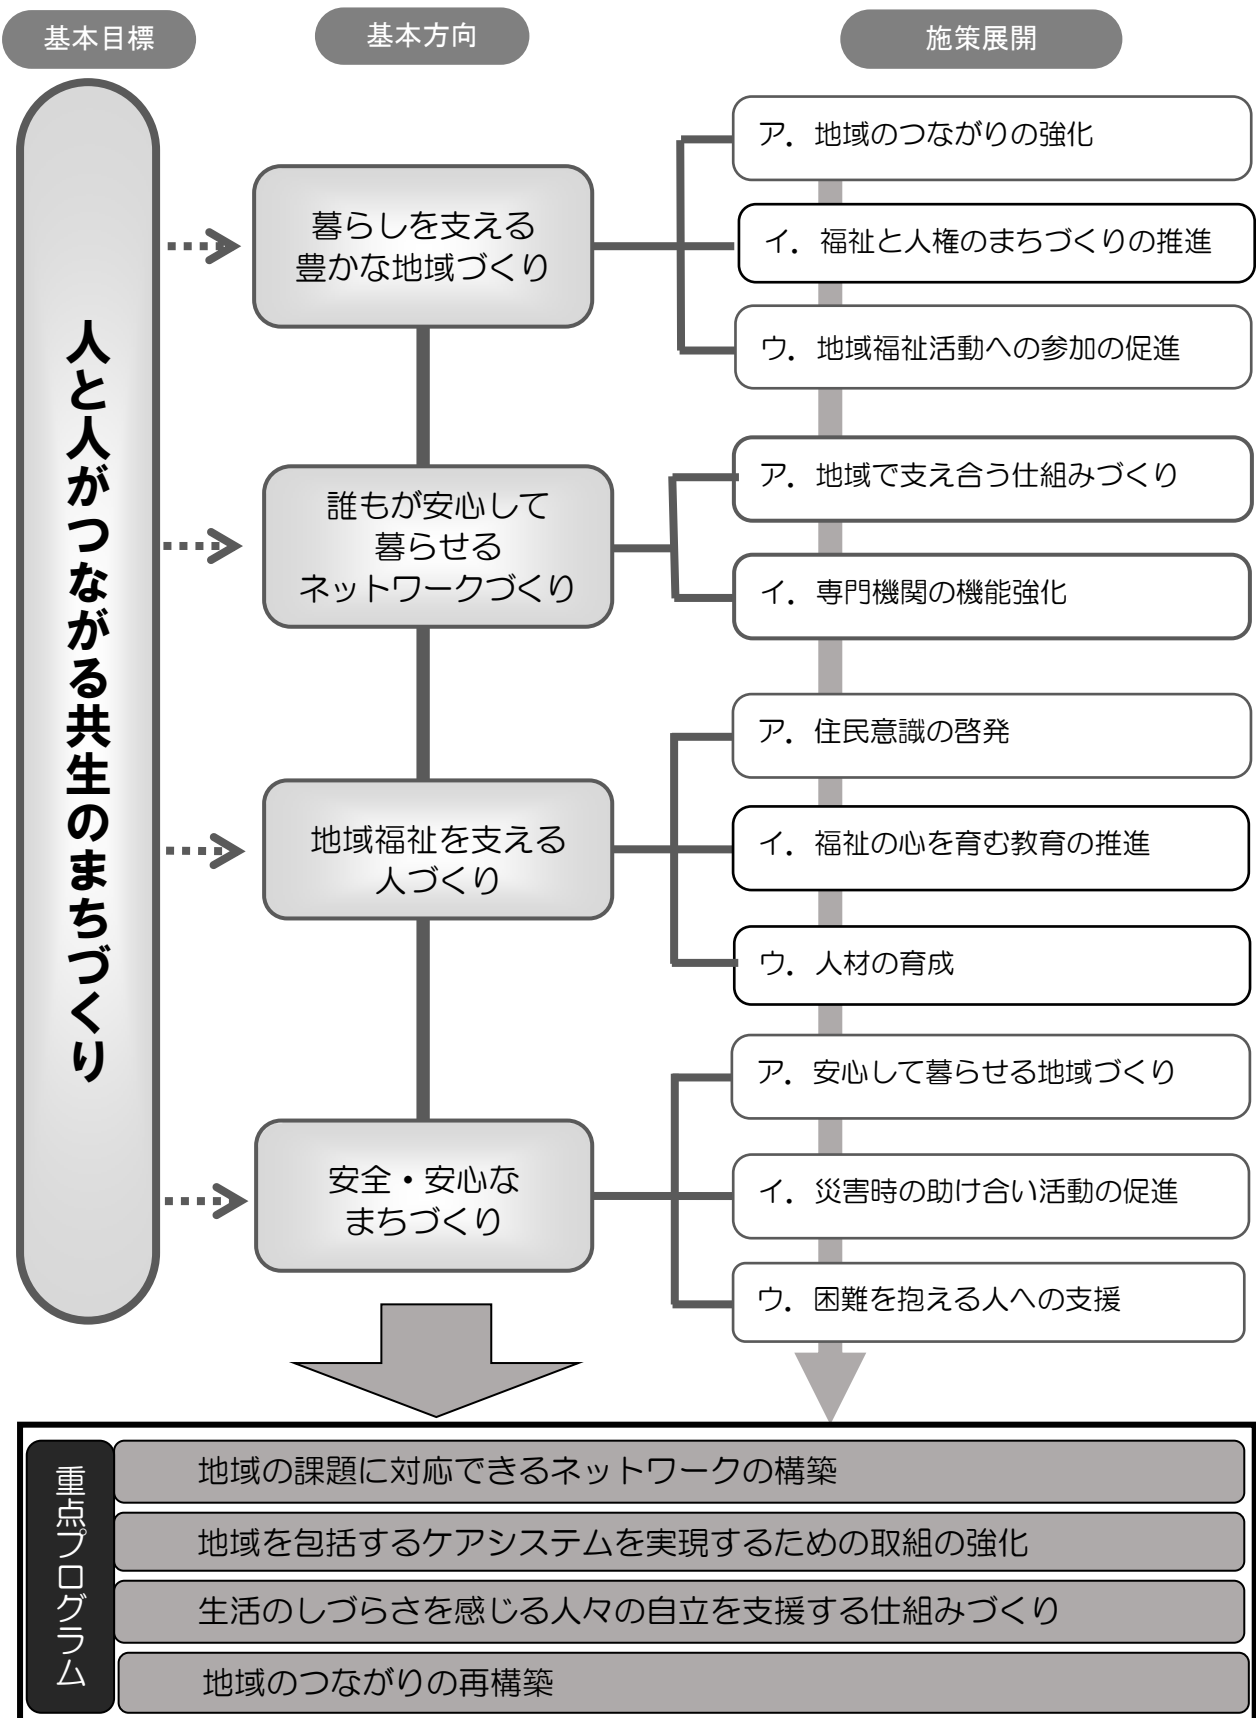 基本目標
基本方向
施策展開
人と人がつながる共生のまちづくり
暮らしを支える
豊かな地域づくり
ア．地域のつながりの強化
イ．福祉と人権のまちづくりの推進
ウ．地域福祉活動への参加の促進
誰もが安心して
暮らせる
ネットワークづくり
ア．地域で支え合う仕組みづくり
イ．専門機関の機能強化
地域福祉を支える
人づくり
ア．住民意識の啓発
イ．福祉の心を育む教育の推進
ウ．人材の育成
安全・安心な
まちづくり
ア．安心して暮らせる地域づくり
イ．災害時の助け合い活動の促進
ウ．困難を抱える人への支援
重点プログラム
地域の課題に対応できるネットワークの構築
地域を包括するケアシステムを実現するための取組の強化
生活のしづらさを感じる人々の自立を支援する仕組みづくり
地域のつながりの再構築